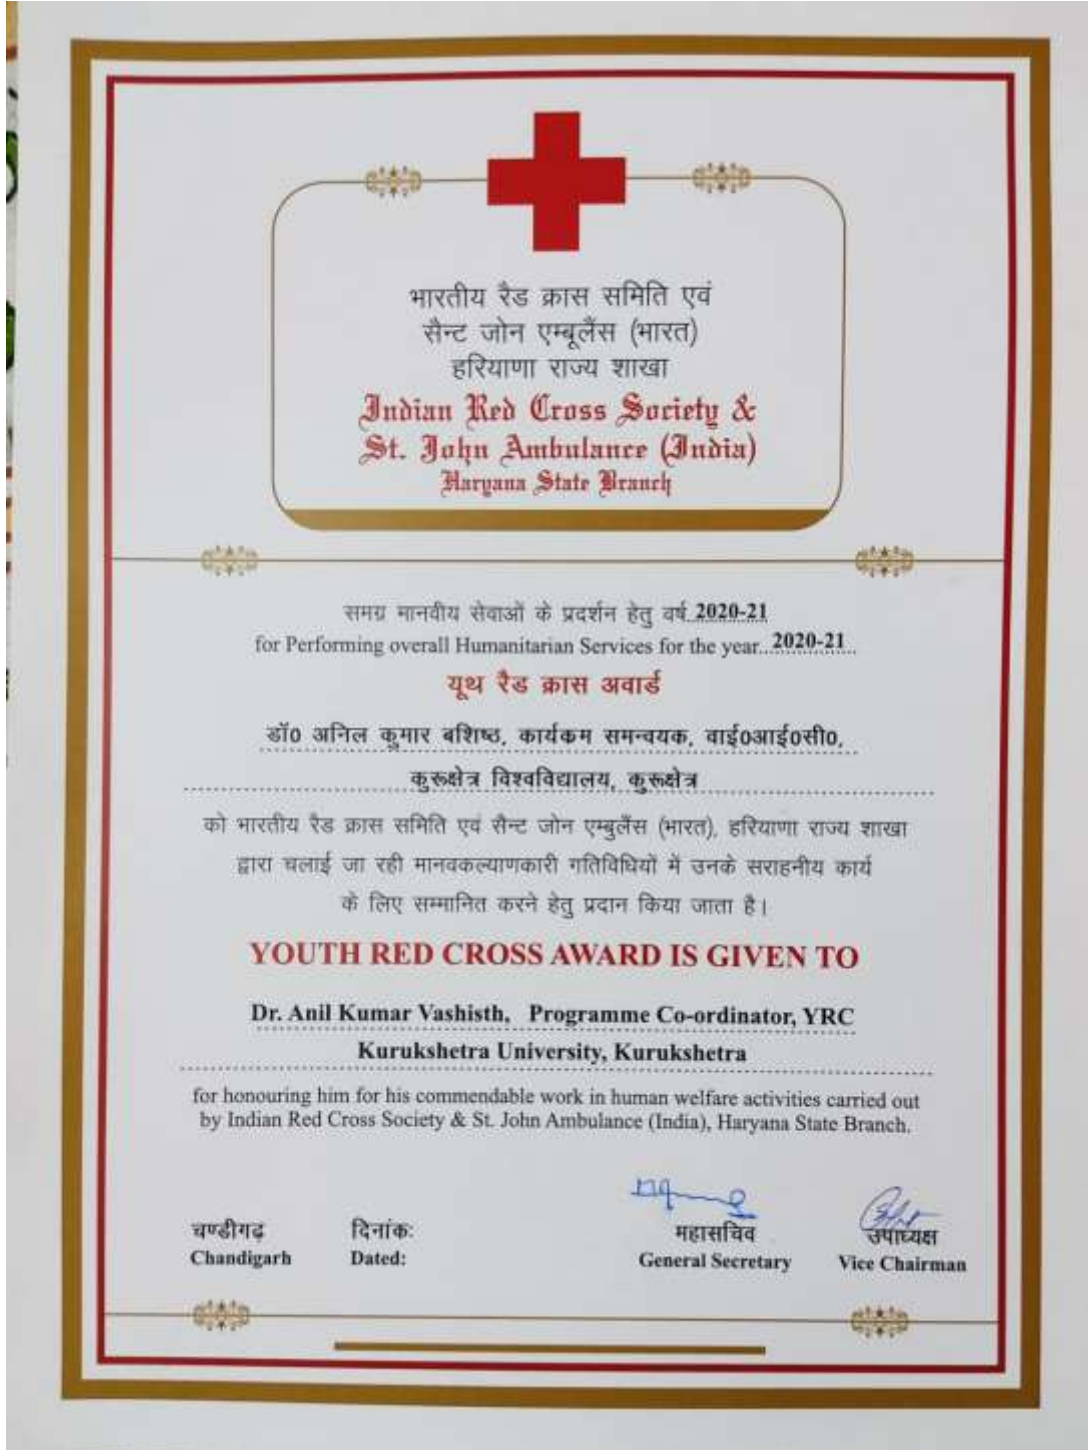 भारतीय रैड क्रास समिति एवं
सैन्ट जोन एम्बूलैंस (भारत)
हरियाणा राज्य शाखा
Indian Red Cross Society &
St. John Ambulance (India)
Haryana State Branch
समग्र मानवीय सेवाओं के प्रदर्शन हेतु वर्ष 2020-21
for Performing overall Humanitarian Services for the year 2020-21
यूथ रैड क्रास अवार्ड
डॉ0 अनिल कुमार बशिष्ठ, कार्यकम समन्वयक, वाई0आई0सी0,
कुरूक्षेत्र विश्वविद्यालय, कुरूक्षेत्र
को भारतीय रैड क्रास समिति एवं सैन्ट जोन एम्बुलैंस (भारत), हरियाणा राज्य शाखा
द्वारा चलाई जा रही मानवकल्याणकारी गतिविधियों में उनके सराहनीय कार्य
के लिए सम्मानित करने हेतु प्रदान किया जाता है।
YOUTH RED CROSS AWARD IS GIVEN TO
Dr. Anil Kumar Vashisth, Programme Co-ordinator, YRC
Kurukshetra University, Kurukshetra
for honouring him for his commendable work in human welfare activities carried out
by Indian Red Cross Society & St. John Ambulance (India), Haryana State Branch.
चण्डीगढ़ दिनांक: महासचिव उपाध्यक्ष
Chandigarh Dated: General Secretary Vice Chairman